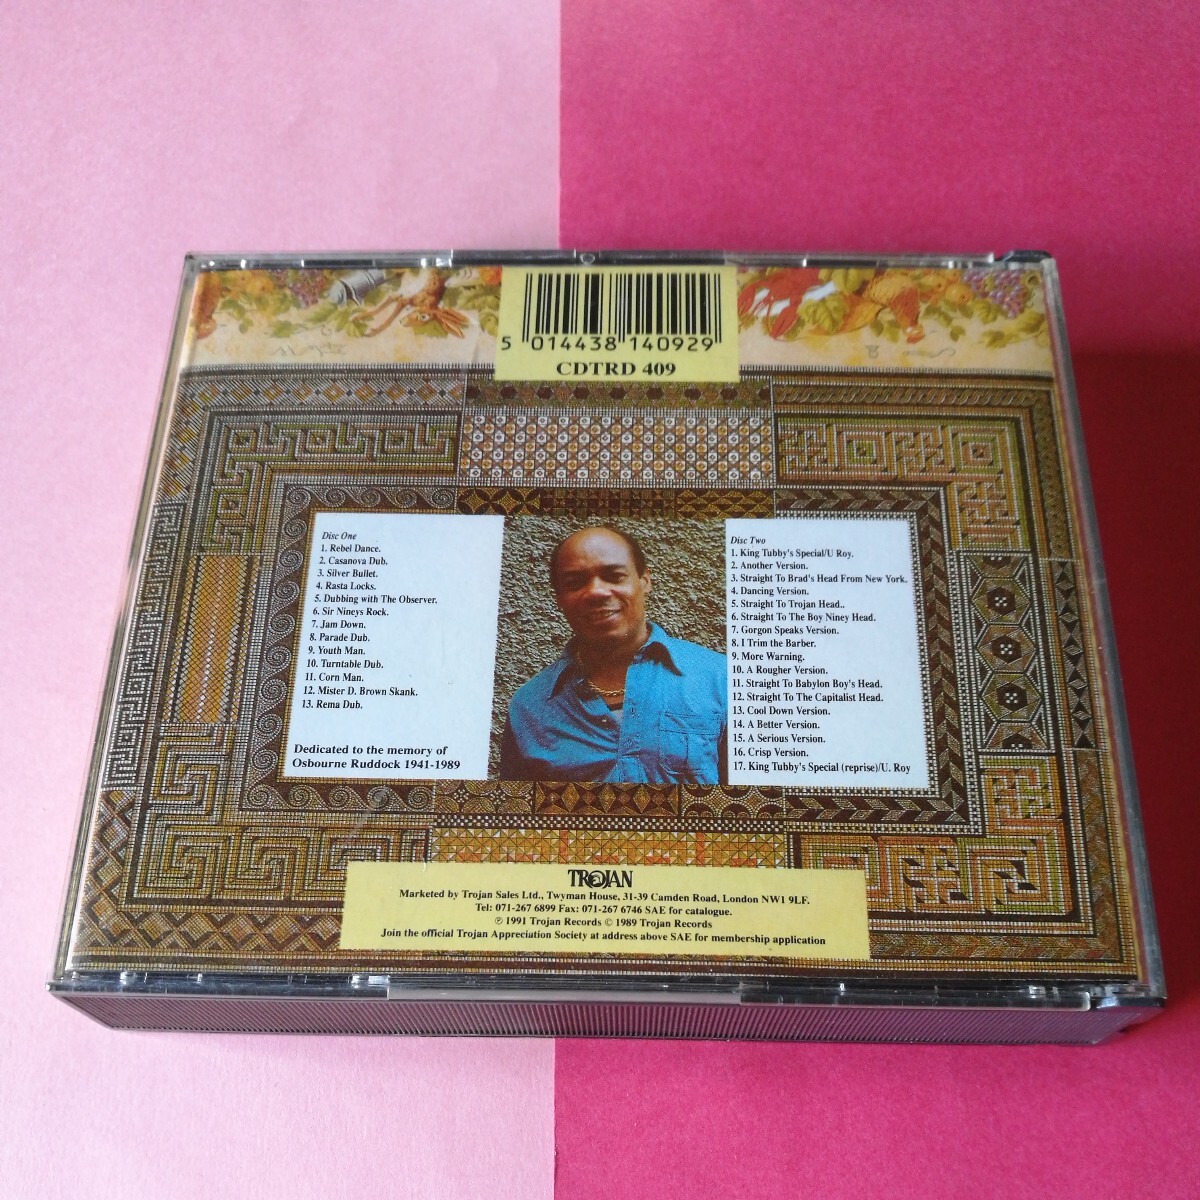 5 014438 140929
CDTRD 409
Disc One
1. Rebel Dance.
2. Casanova Dub.
3. Silver Bullet.
4. Rasta Locks.
5. Dubbing with The Observer.
6. Sir Nineys Rock.
7. Jam Down.
8. Parade Dub.
9. Youth Man.
10. Turntable Dub.
11. Corn Man.
12. Mister D. Brown Skank.
13. Rema Dub.
Dedicated to the memory of
Osbourne Ruddock 1941-1989
Disc Two
1. King Tubby's Special/U Roy.
2. Another Version.
3. Straight To Brad's Head From New York.
4. Dancing Version.
5. Straight To Trojan Head..
6. Straight To The Boy Niney Head.
7. Gorgon Speaks Version.
8. I Trim the Barber.
9. More Warning.
10. A Rougher Version.
11. Straight To Babylon Boy's Head.
12. Straight To The Capitalist Head.
13. Cool Down Version.
14. A Better Version.
15. A Serious Version.
16. Crisp Version.
17. King Tubby's Special (reprise)/U. Roy
TROJAN
Marketed by Trojan Sales Ltd., Twyman House, 31-39 Camden Road, London NW1 9LF.
Tel: 071-267 6899 Fax: 071-267 6746 SAE for catalogue.
℗ 1991 Trojan Records © 1989 Trojan Records
Join the official Trojan Appreciation Society at address above SAE for membership application